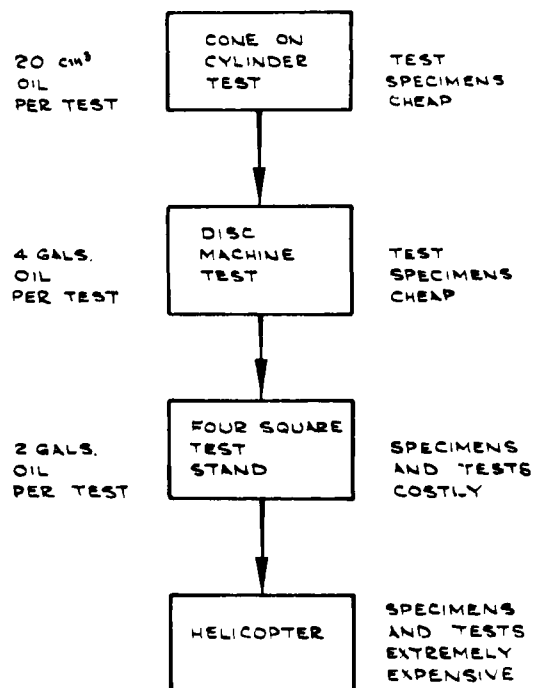 20 cm³
OIL
PER TEST
CONE ON
CYLINDER
TEST
TEST
SPECIMENS
CHEAP
4 GALS.
OIL
PER TEST
DISC
MACHINE
TEST
TEST
SPECIMENS
CHEAP
2 GALS.
OIL
PER TEST
FOUR SQUARE
TEST
STAND
SPECIMENS
AND TESTS
COSTLY
HELICOPTER
SPECIMENS
AND TESTS
EXTREMELY
EXPENSIVE